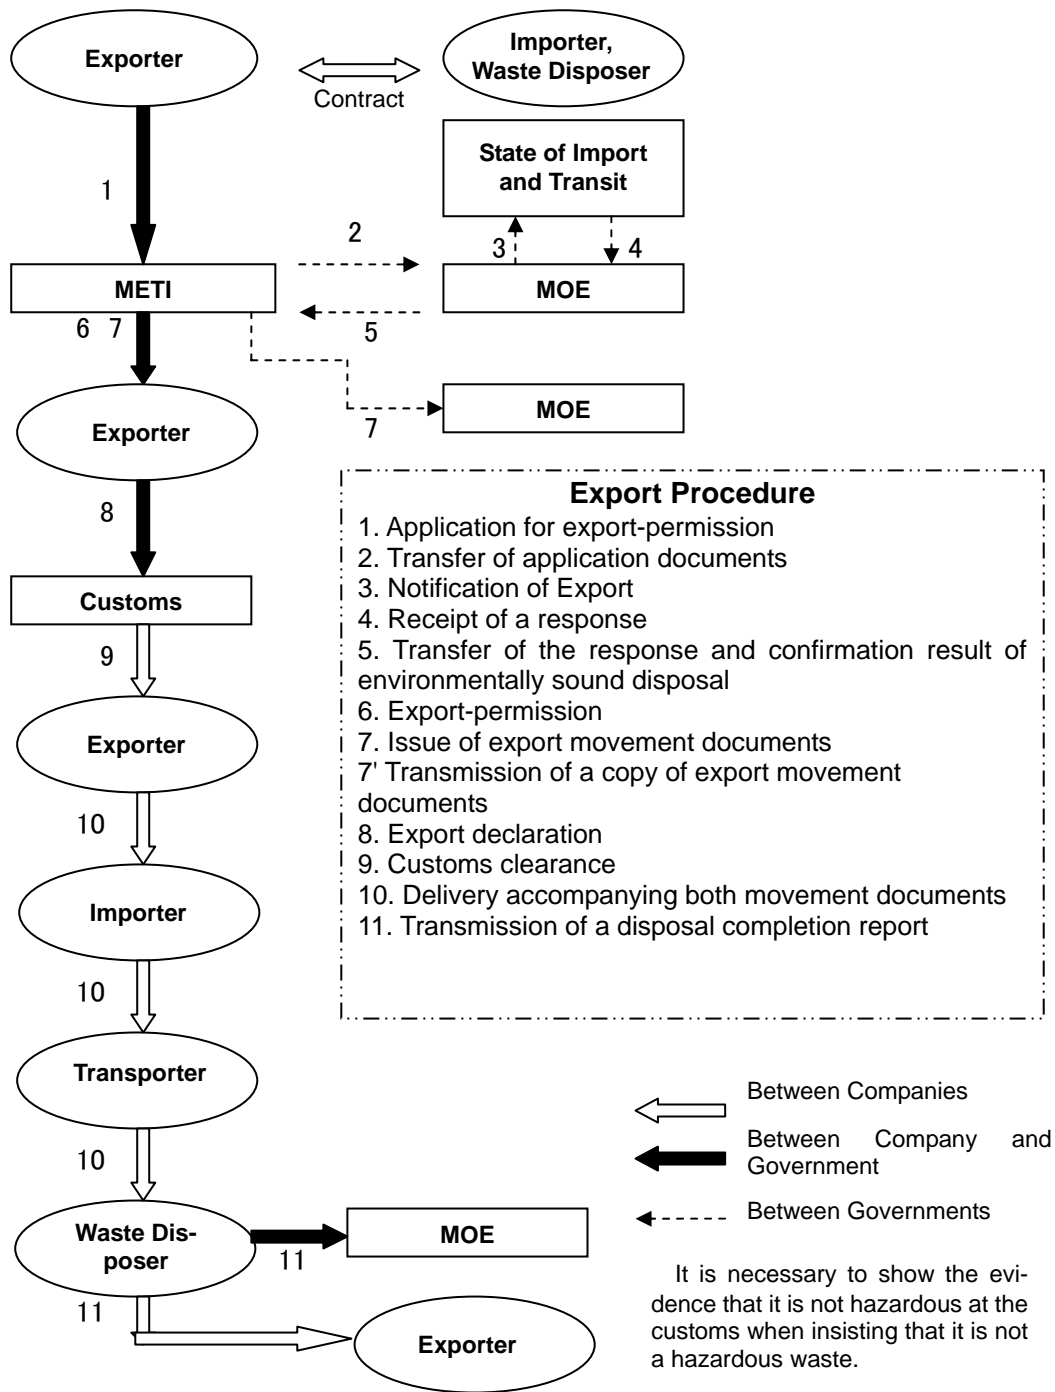 Exporter
Importer,
Waste Disposer
Contract
State of Import
and Transit
1
2
3
4
METI
MOE
6 7
5
7
MOE
Exporter
8
Export Procedure
1. Application for export-permission
2. Transfer of application documents
3. Notification of Export
4. Receipt of a response
5. Transfer of the response and confirmation result of
environmentally sound disposal
6. Export-permission
7. Issue of export movement documents
7' Transmission of a copy of export movement
documents
8. Export declaration
9. Customs clearance
10. Delivery accompanying both movement documents
11. Transmission of a disposal completion report
Customs
9
Exporter
10
Importer
10
Transporter
10
Waste Dis-
poser
11
MOE
11
Exporter
Between Companies
Between Company and
Government
Between Governments
It is necessary to show the evi-
dence that it is not hazardous at the
customs when insisting that it is not
a hazardous waste.